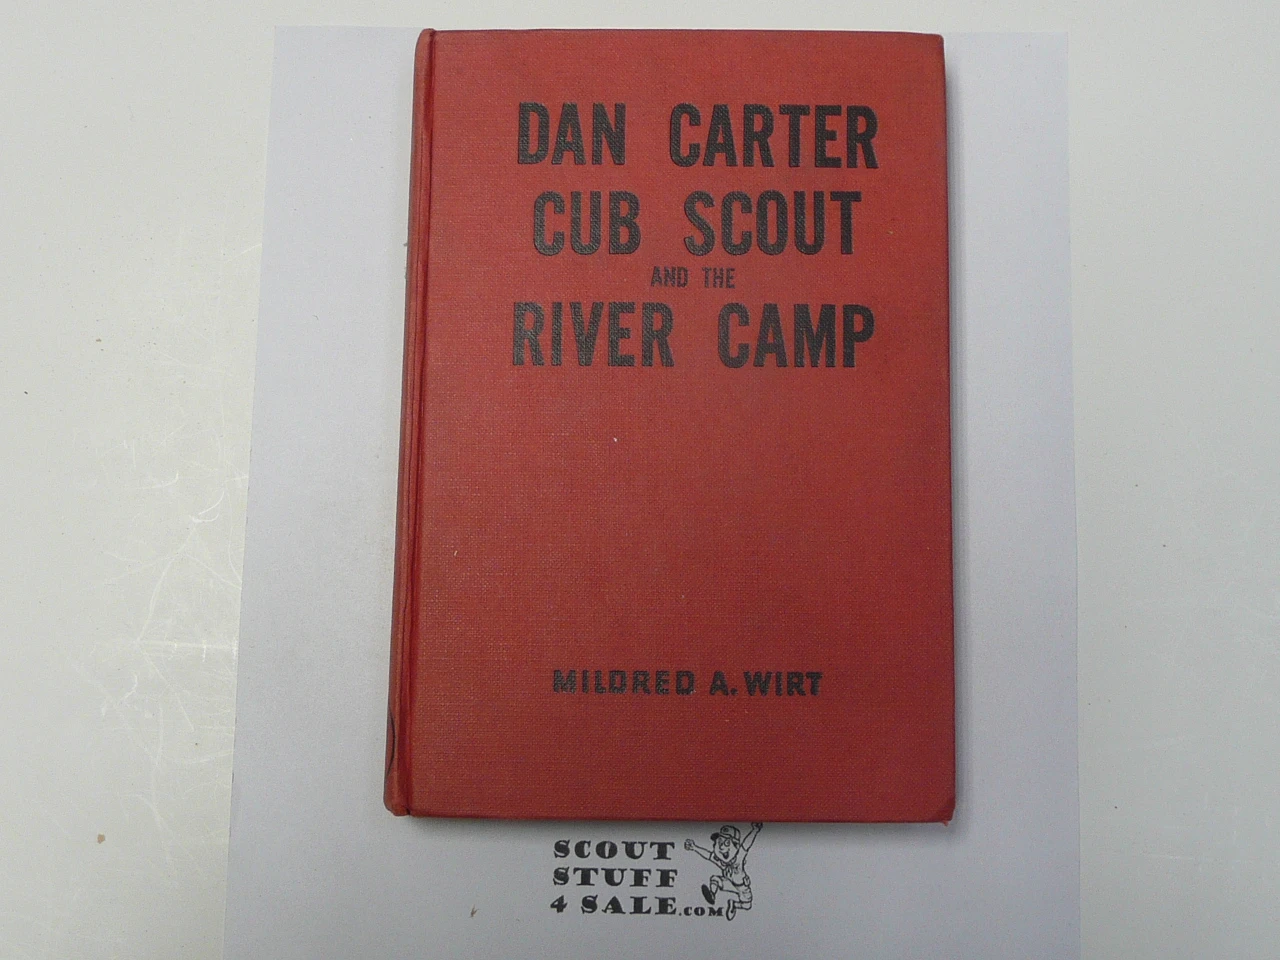 DAN CARTER
CUB SCOUT
AND THE
RIVER CAMP
MILDRED A. WIRT
SCOUT
STUFF
4 SALE.COM